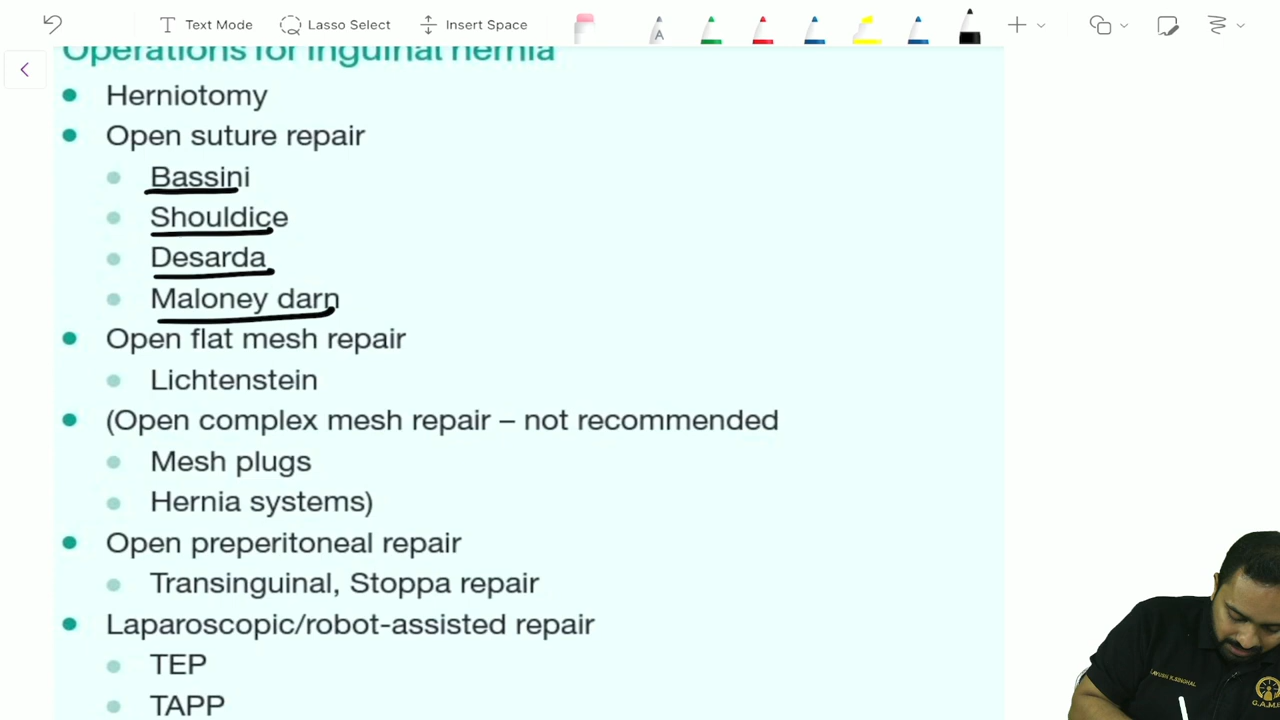 Text Mode
Lasso Select
Insert Space
A
Operations for inguinal hernia
Herniotomy
Open suture repair
Bassini
Shouldice
Desarda
Maloney darn
Open flat mesh repair
Lichtenstein
(Open complex mesh repair – not recommended
Mesh plugs
Hernia systems)
Open preperitoneal repair
Transinguinal, Stoppa repair
Laparoscopic/robot-assisted repair
TEP
TAPP
K.SINGHAL